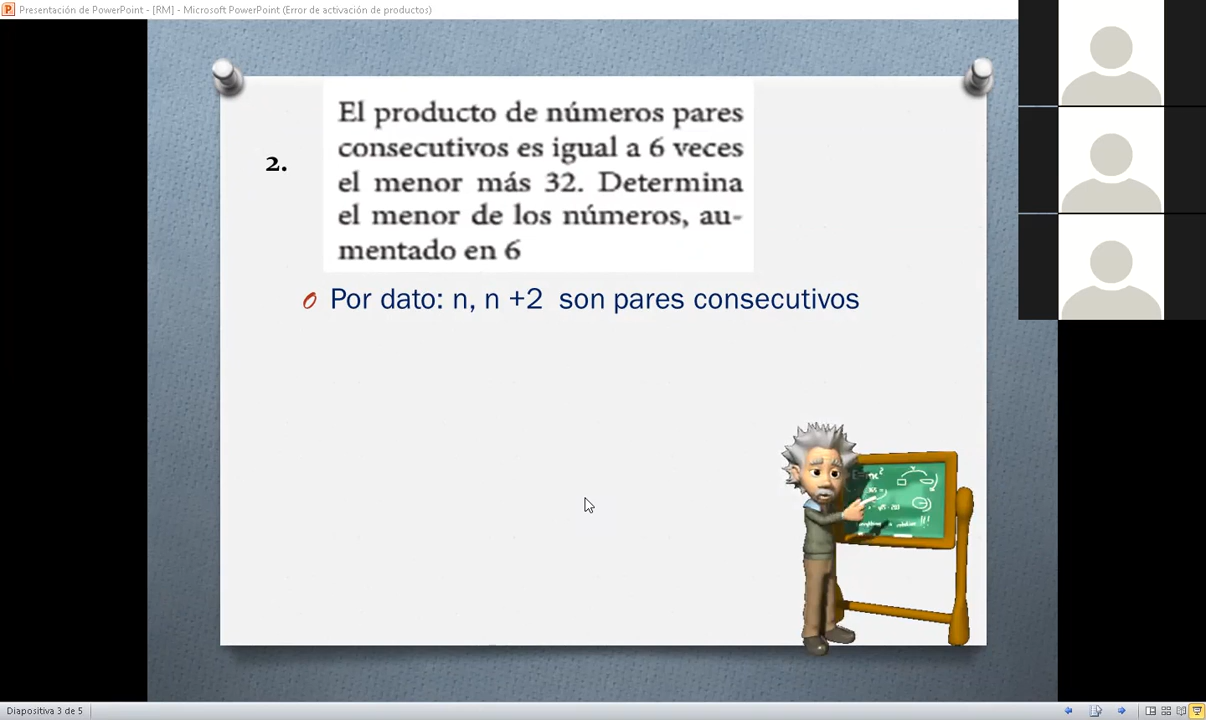 Presentación de PowerPoint - [RM] - Microsoft PowerPoint (Error de activación de productos)
2.
El producto de números pares
consecutivos es igual a 6 veces
el menor más 32. Determina
el menor de los números, au-
mentado en 6
Por dato: n, n +2 son pares consecutivos
Diapositiva 3 de 5